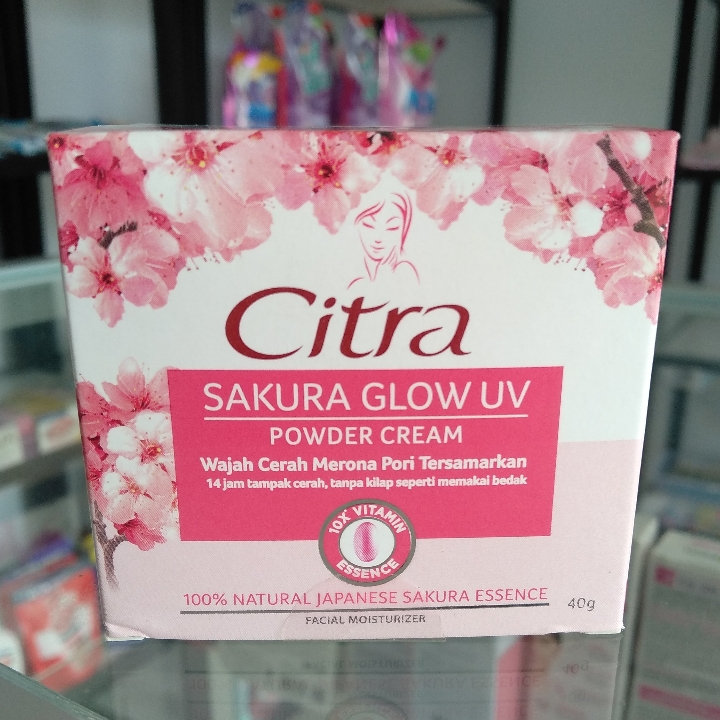 Citra
SAKURA GLOW UV
POWDER CREAM
Wajah Cerah Merona Pori Tersamarkan
14 jam tampak cerah, tanpa kilap seperti memakai bedak
10X VITAMIN
ESSENCE
100% NATURAL JAPANESE SAKURA ESSENCE
40g
FACIAL MOISTURIZER